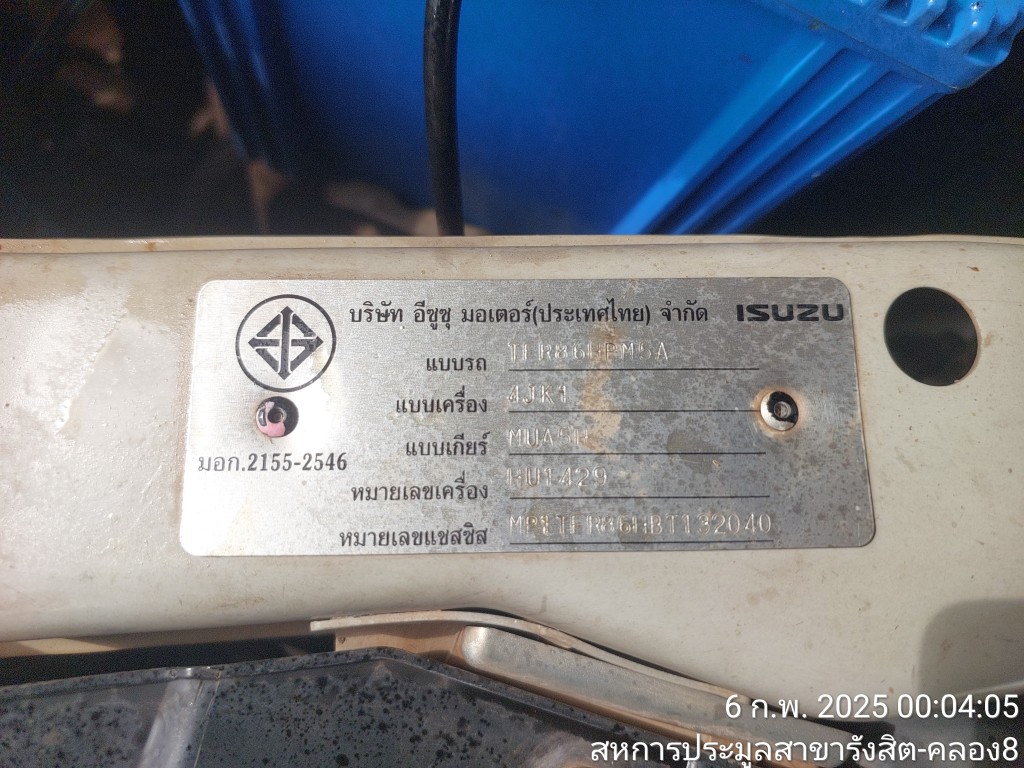 บริษัท อีซูซุ มอเตอร์(ประเทศไทย) จำกัด ISUZU
แบบรถ TFR86HPM5A
แบบเครื่อง 4JK1
แบบเกียร์
มอก.2155-2546
หมายเลขเครื่อง
หมายเลขแชสซิส MP1TFR86HBT132040
6 ก.พ. 2025 00:04:05
สหการประมูลสาขารังสิต-คลอง8